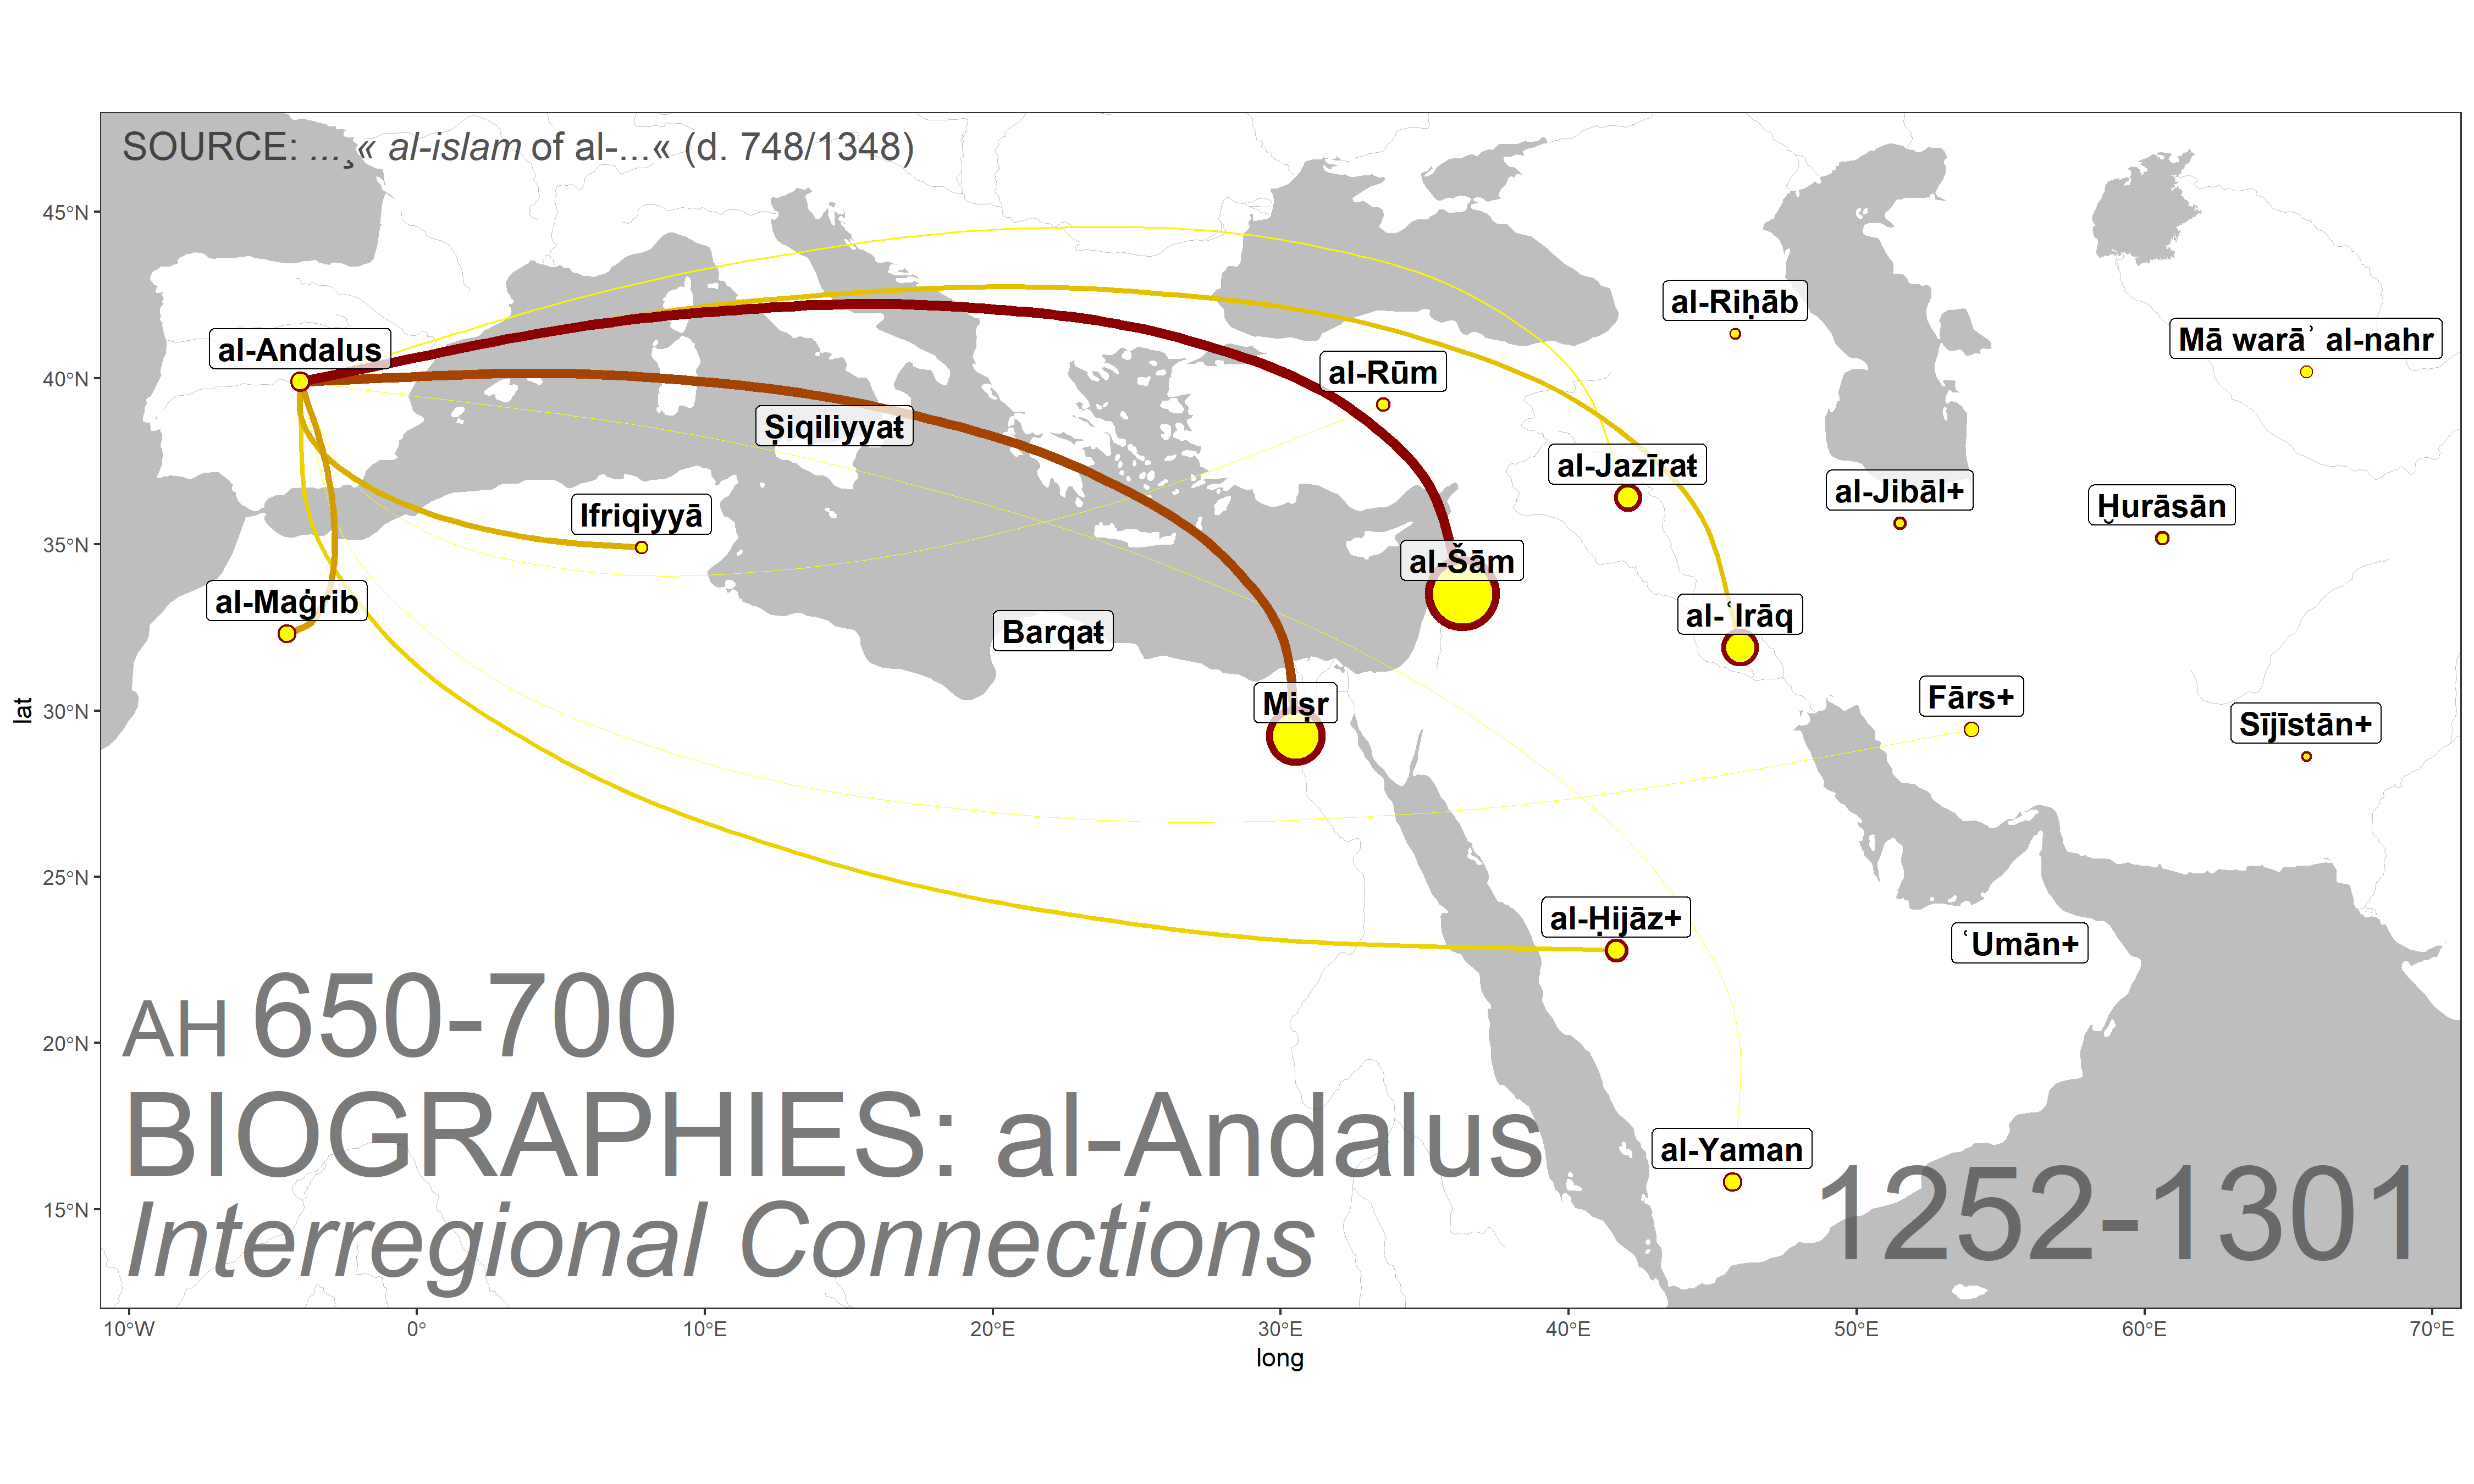 SOURCE: ...¸« al-islam of al-...« (d. 748/1348)
45°N
40°N
35°N
30°N
25°N
20°N
15°N
lat
al-Andalus
al-Riḥāb
Mā warāʾ al-nahr
al-Rūm
Ṣiqiliyyaŧ
al-Jazīraŧ
al-Jibāl+
Ḫurāsān
Ifriqiyyā
al-Šām
al-Maġrib
Barqaŧ
al-ʿIrāq
Miṣr
Fārs+
Sījīstān+
al-Ḥijāz+
ʿUmān+
al-Yaman
AH 650-700
BIOGRAPHIES: al-Andalus
Interregional Connections
1252-1301
10°W 0° 10°E 20°E 30°E 40°E 50°E 60°E 70°E
long